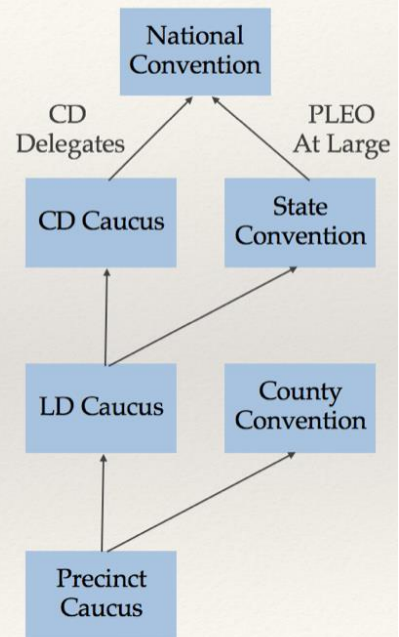 National
Convention
CD
Delegates
PLEO
At Large
CD Caucus
State
Convention
LD Caucus
County
Convention
Precinct
Caucus